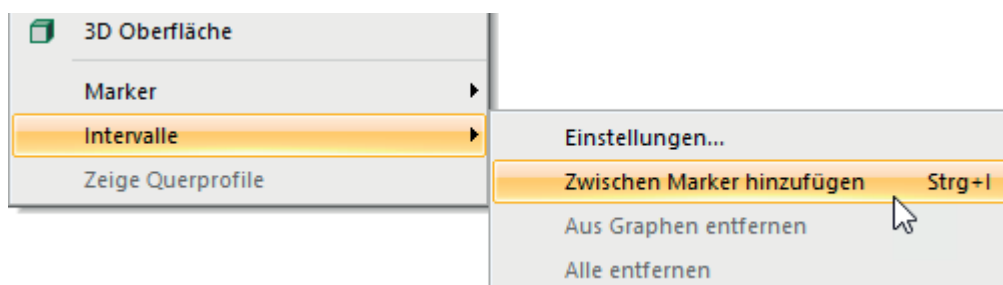 3D Oberfläche
Marker
Intervalle
Zeige Querprofile
Einstellungen...
Zwischen Marker hinzufügen Strg+I
Aus Graphen entfernen
Alle entfernen